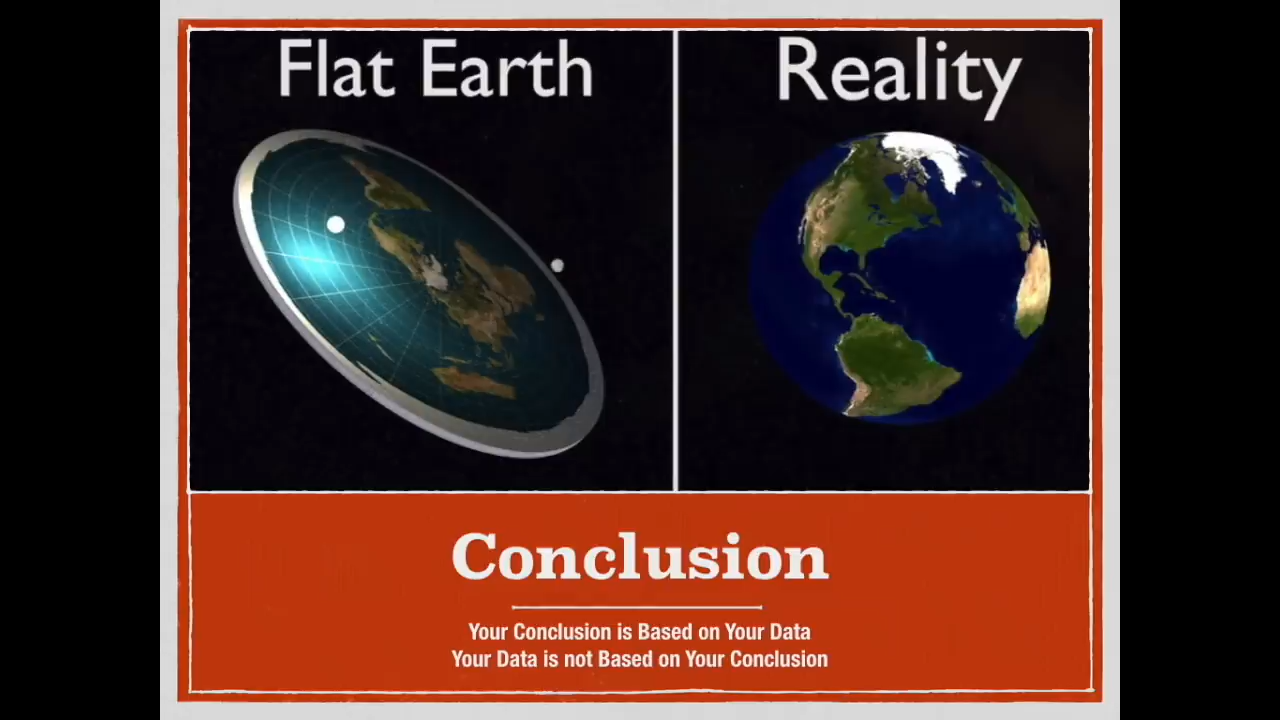 Flat Earth
Reality
Conclusion
Your Conclusion is Based on Your Data
Your Data is not Based on Your Conclusion